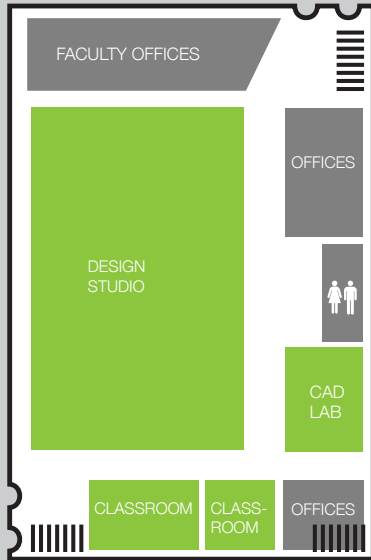 FACULTY OFFICES
OFFICES
DESIGN
STUDIO
CAD
LAB
CLASSROOM
CLASS-
ROOM
OFFICES